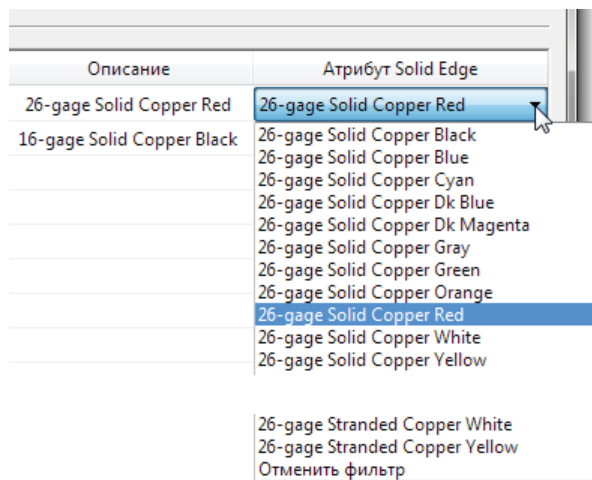 Описание Атрибут Solid Edge
26-gage Solid Copper Red 26-gage Solid Copper Red
16-gage Solid Copper Black 26-gage Solid Copper Black
26-gage Solid Copper Blue
26-gage Solid Copper Cyan
26-gage Solid Copper Dk Blue
26-gage Solid Copper Dk Magenta
26-gage Solid Copper Gray
26-gage Solid Copper Green
26-gage Solid Copper Orange
26-gage Solid Copper Red
26-gage Solid Copper White
26-gage Solid Copper Yellow
26-gage Stranded Copper White
26-gage Stranded Copper Yellow
Отменить фильтр